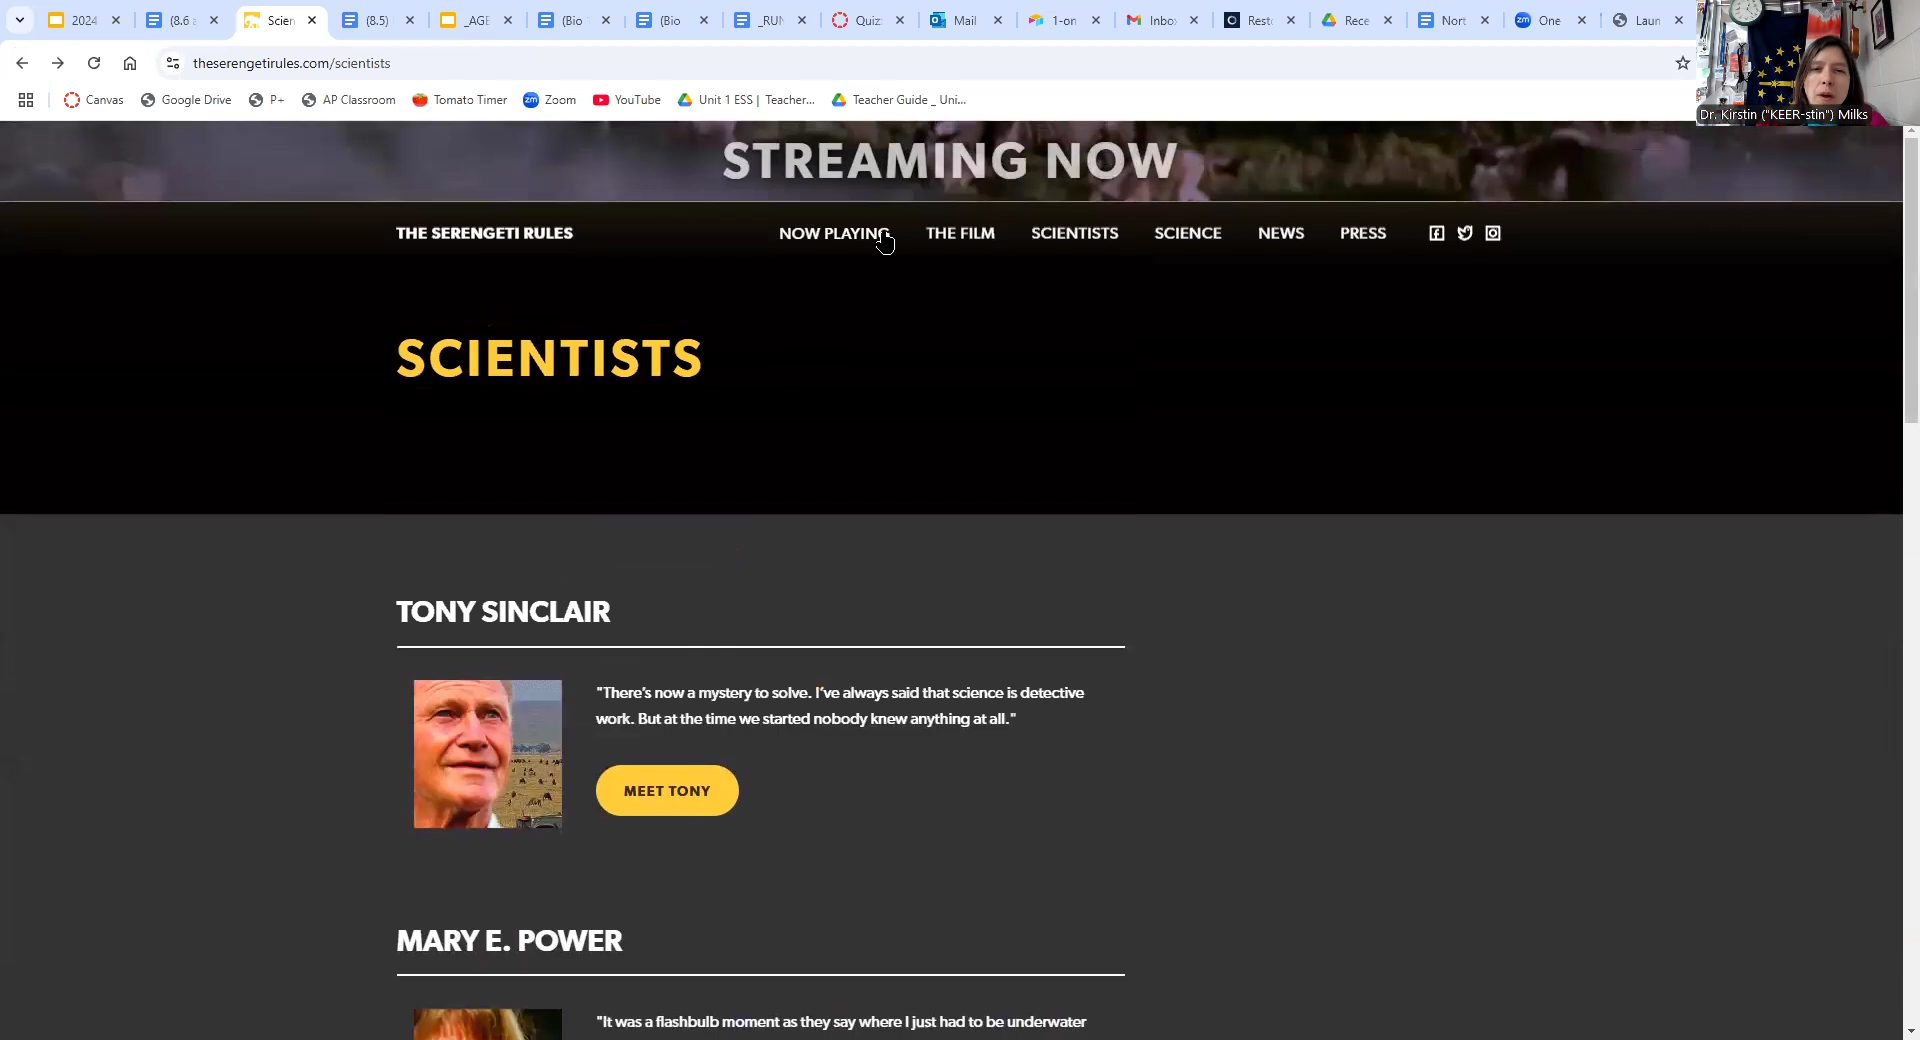 2024
(8.6
Scien
(8.5)
_AGE
(Bio
(Bio
_RUN
Quiz
Mail
1-on
Inbo
Rest
Rece
Nort
One
Laun
theserengetirules.com/scientists
Canvas
Google Drive
P+
AP Classroom
Tomato Timer
Zoom
YouTube
Unit 1 ESS | Teacher...
Teacher Guide _ Uni...
Dr. Kirstin ("KEER-stin") Milks
STREAMING NOW
THE SERENGETI RULES
NOW PLAYING
THE FILM
SCIENTISTS
SCIENCE
NEWS
PRESS
SCIENTISTS
TONY SINCLAIR
"There's now a mystery to solve. I've always said that science is detective
work. But at the time we started nobody knew anything at all."
MEET TONY
MARY E. POWER
"It was a flashbulb moment as they say where I just had to be underwater